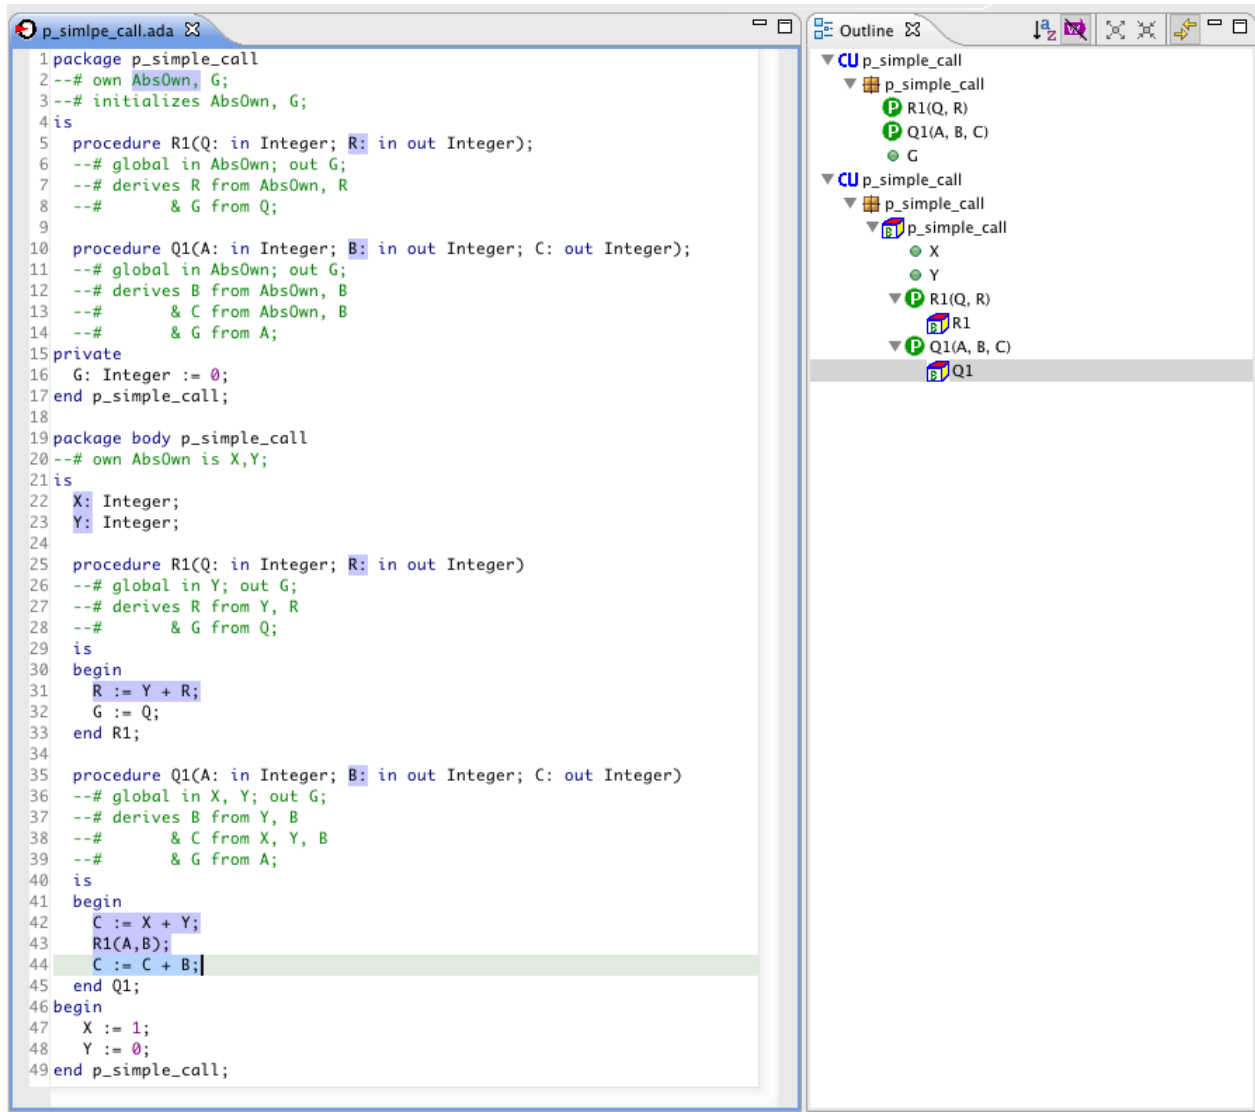 p_simlpe_call.ada
1 package p_simple_call
2 --# own AbsOwn, G;
3 --# initializes AbsOwn, G;
4 is
5   procedure R1(Q: in Integer; R: in out Integer);
6   --# global in AbsOwn; out G;
7   --# derives R from AbsOwn, R
8   --#       & G from Q;
9
10   procedure Q1(A: in Integer; B: in out Integer; C: out Integer);
11   --# global in AbsOwn; out G;
12   --# derives B from AbsOwn, B
13   --#       & C from AbsOwn, B
14   --#       & G from A;
15 private
16   G: Integer := 0;
17 end p_simple_call;
18
19 package body p_simple_call
20 --# own AbsOwn is X,Y;
21 is
22   X: Integer;
23   Y: Integer;
24
25   procedure R1(Q: in Integer; R: in out Integer)
26   --# global in Y; out G;
27   --# derives R from Y, R
28   --#       & G from Q;
29   is
30   begin
31     R := Y + R;
32     G := Q;
33   end R1;
34
35   procedure Q1(A: in Integer; B: in out Integer; C: out Integer)
36   --# global in X, Y; out G;
37   --# derives B from Y, B
38   --#       & C from X, Y, B
39   --#       & G from A;
40   is
41   begin
42     C := X + Y;
43     R1(A,B);
44     C := C + B;
45   end Q1;
46 begin
47    X := 1;
48    Y := 0;
49 end p_simple_call;
Outline
CU p_simple_call
p_simple_call
P R1(Q, R)
P Q1(A, B, C)
G
CU p_simple_call
p_simple_call
B p_simple_call
X
Y
P R1(Q, R)
B R1
P Q1(A, B, C)
B Q1